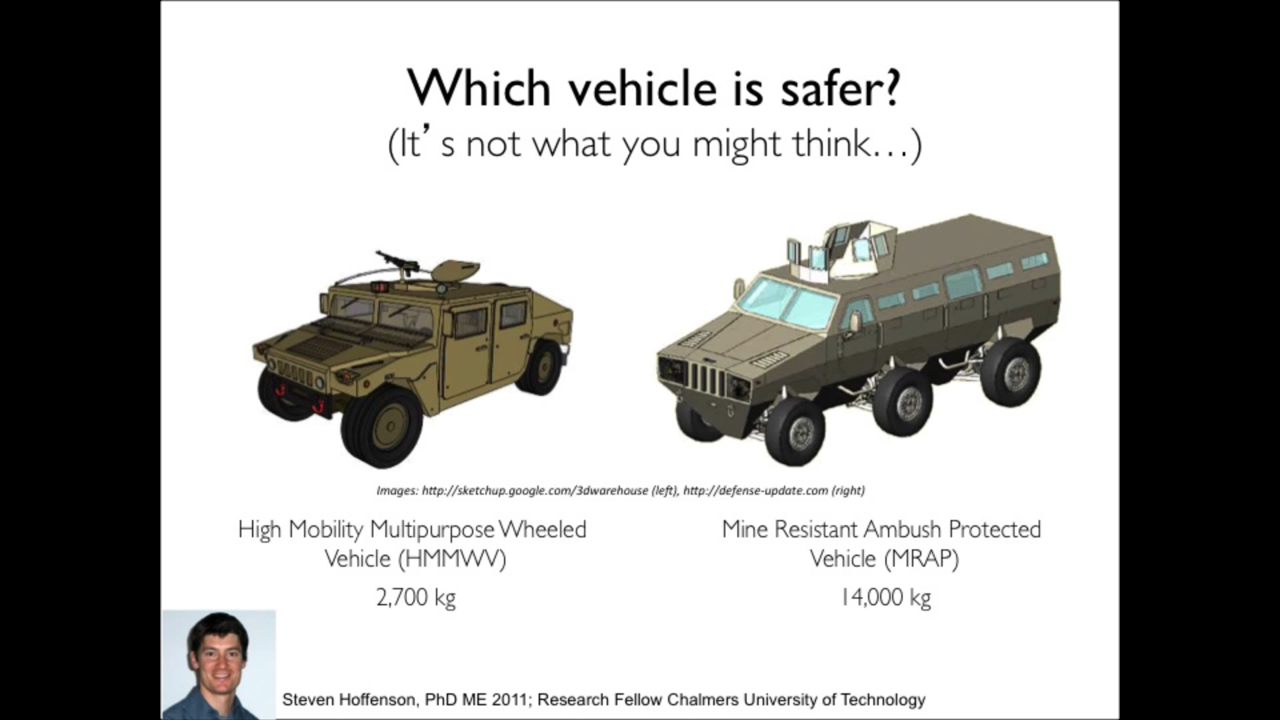 Which vehicle is safer?
(It's not what you might think…)
Images: http://sketchup.google.com/3dwarehouse (left), http://defense-update.com (right)
High Mobility Multipurpose Wheeled
Vehicle (HMMWV)
2,700 kg
Mine Resistant Ambush Protected
Vehicle (MRAP)
14,000 kg
Steven Hoffenson, PhD ME 2011; Research Fellow Chalmers University of Technology